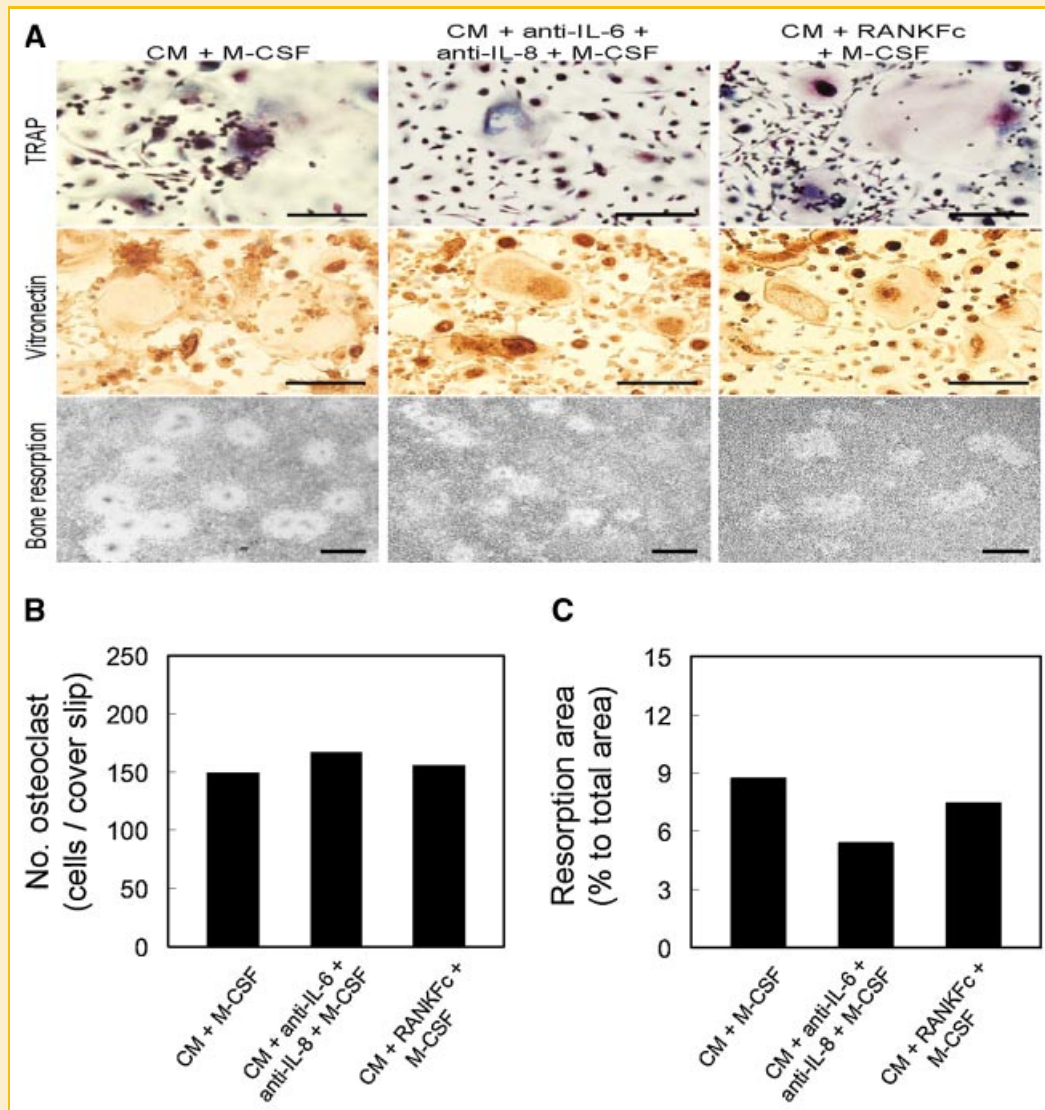 A
CM + M-CSF
CM + anti-IL-6 +
anti-IL-8 + M-CSF
CM + RANKFc
+ M-CSF
TRAP
Vitronectin
Bone resorption
B
No. osteoclast
(cells / cover slip)
250
200
150
100
50
0
CM + M-CSF
CM + anti-IL-6 +
anti-IL-8 + M-CSF
CM + RANKFc +
M-CSF
C
Resorption area
(% to total area)
15
12
9
6
3
0
CM + M-CSF
CM + anti-IL-6 +
anti-IL-8 + M-CSF
CM + RANKFc +
M-CSF